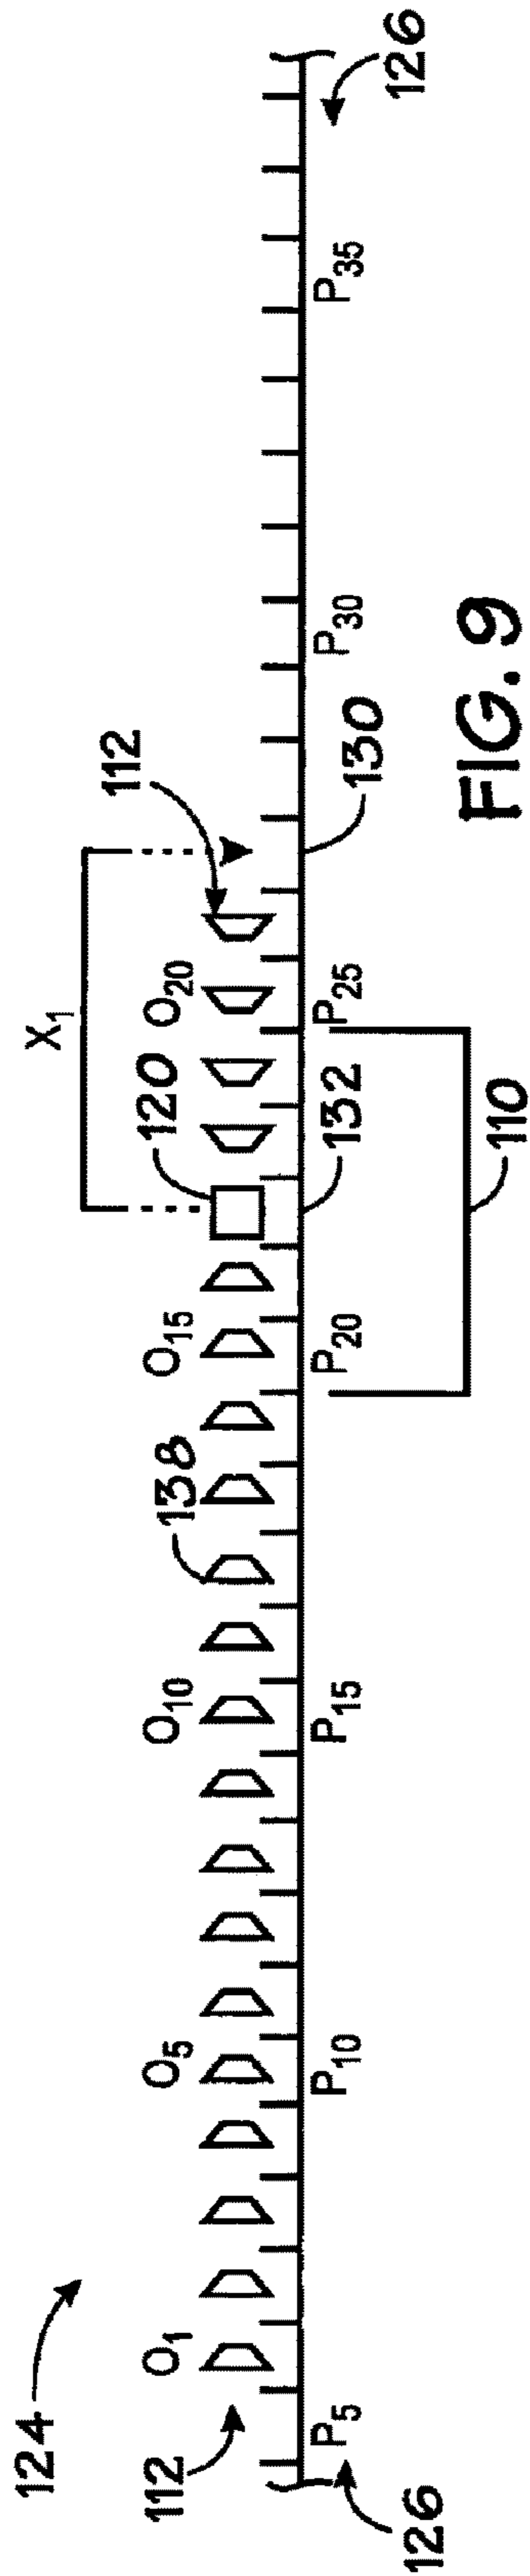 124
X₁
112
120
138
112
O₁
O₅
O₁₀
O₁₅
O₂₀
P₅
P₁₀
P₁₅
P₂₀
P₂₅
P₃₀
P₃₅
126
132
130
126
110
FIG. 9